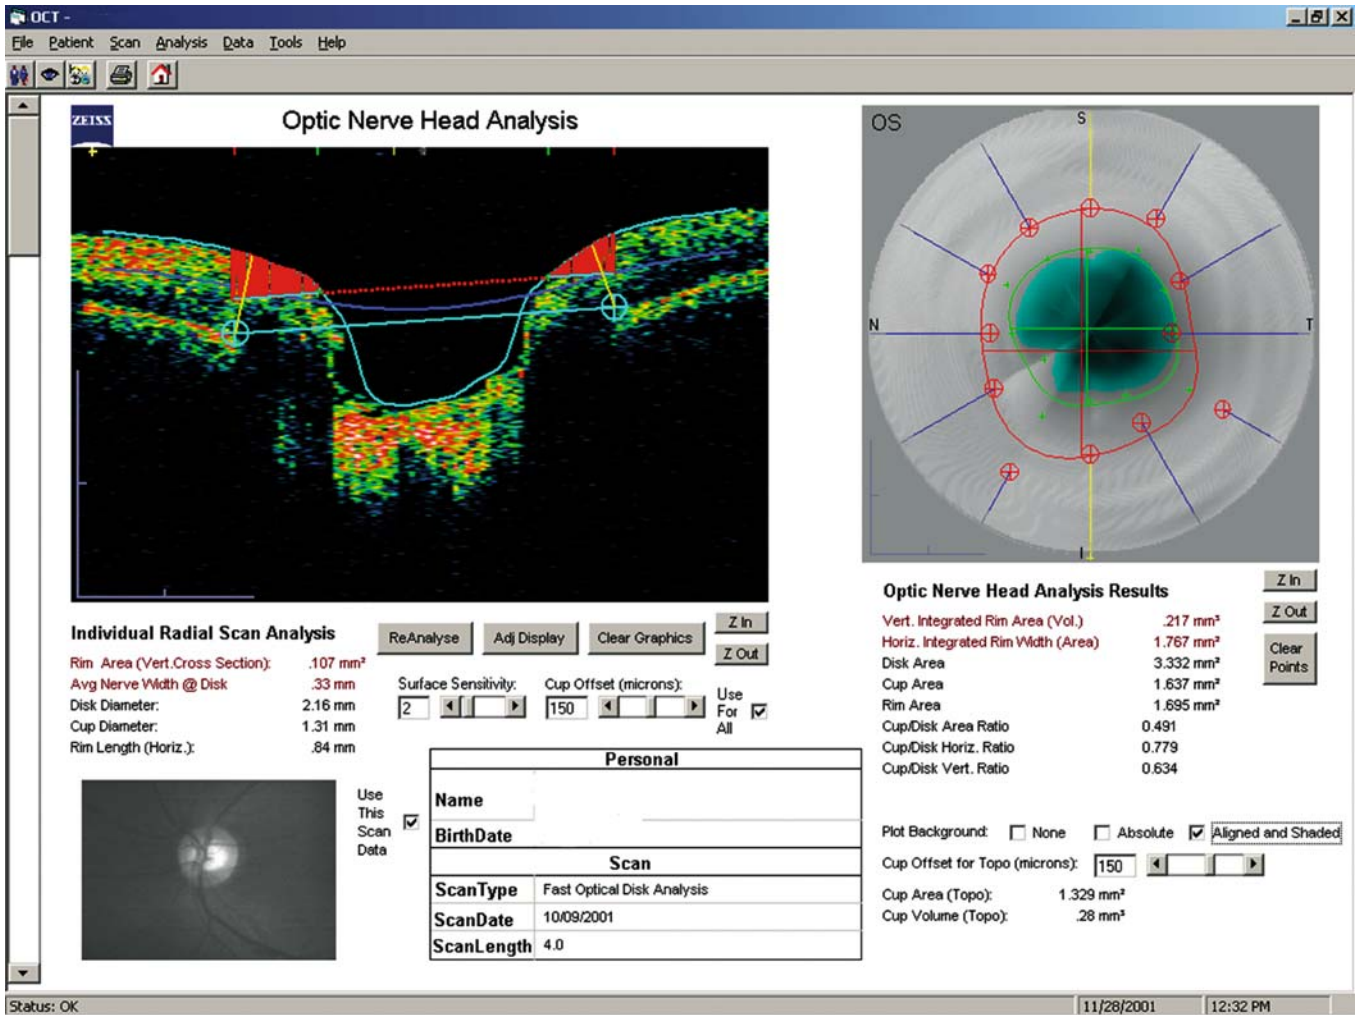 OCT -
File Patient Scan Analysis Data Tools Help
ZEISS
Optic Nerve Head Analysis
OS
S
N
T
I
Individual Radial Scan Analysis
Rim Area (Vert.Cross Section): .107 mm²
Avg Nerve Width @ Disk .33 mm
Disk Diameter: 2.16 mm
Cup Diameter: 1.31 mm
Rim Length (Horiz.): .84 mm
ReAnalyse
Adj Display
Clear Graphics
Z In
Z Out
Surface Sensitivity:
2
Cup Offset (microns):
150
Use
For
All
Use
This
Scan
Data
Personal
Name
BirthDate
Scan
ScanType Fast Optical Disk Analysis
ScanDate 10/09/2001
ScanLength 4.0
Optic Nerve Head Analysis Results
Vert. Integrated Rim Area (Vol.) .217 mm³
Horiz. Integrated Rim Width (Area) 1.767 mm²
Disk Area 3.332 mm²
Cup Area 1.637 mm²
Rim Area 1.695 mm²
Cup/Disk Area Ratio 0.491
Cup/Disk Horiz. Ratio 0.779
Cup/Disk Vert. Ratio 0.634
Z In
Z Out
Clear
Points
Plot Background: None Absolute Aligned and Shaded
Cup Offset for Topo (microns): 150
Cup Area (Topo): 1.329 mm²
Cup Volume (Topo): .28 mm³
Status: OK
11/28/2001
12:32 PM